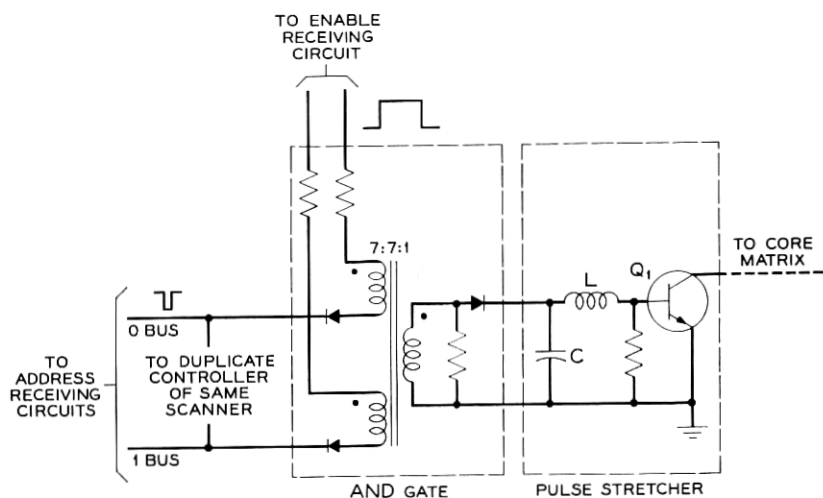 TO ENABLE
RECEIVING
CIRCUIT
7:7:1
L
Q1
TO CORE
MATRIX
0 BUS
C
TO
ADDRESS
RECEIVING
CIRCUITS
TO DUPLICATE
CONTROLLER
OF SAME
SCANNER
1 BUS
AND GATE
PULSE STRETCHER